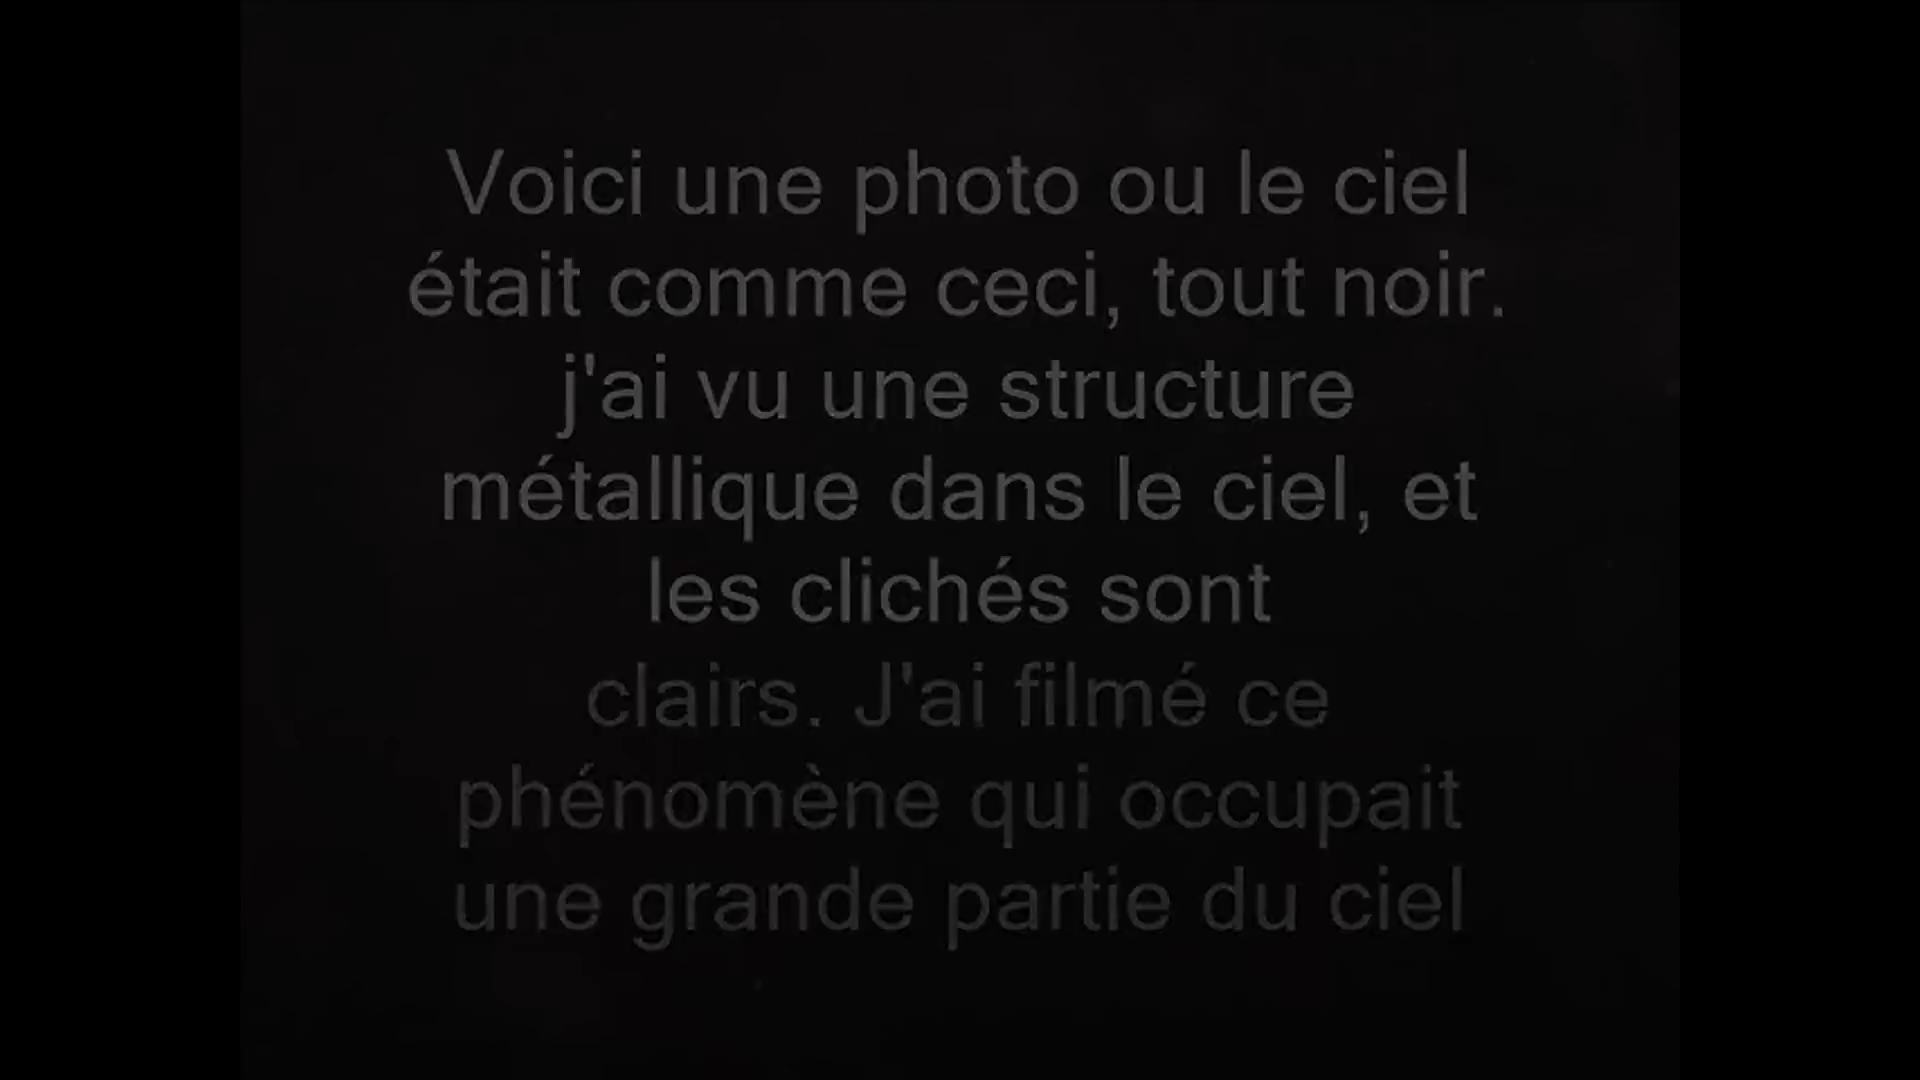 Voici une photo ou le ciel
était comme ceci, tout noir.
j'ai vu une structure
métallique dans le ciel, et
les clichés sont
clairs. J'ai filmé ce
phénomène qui occupait
une grande partie du ciel